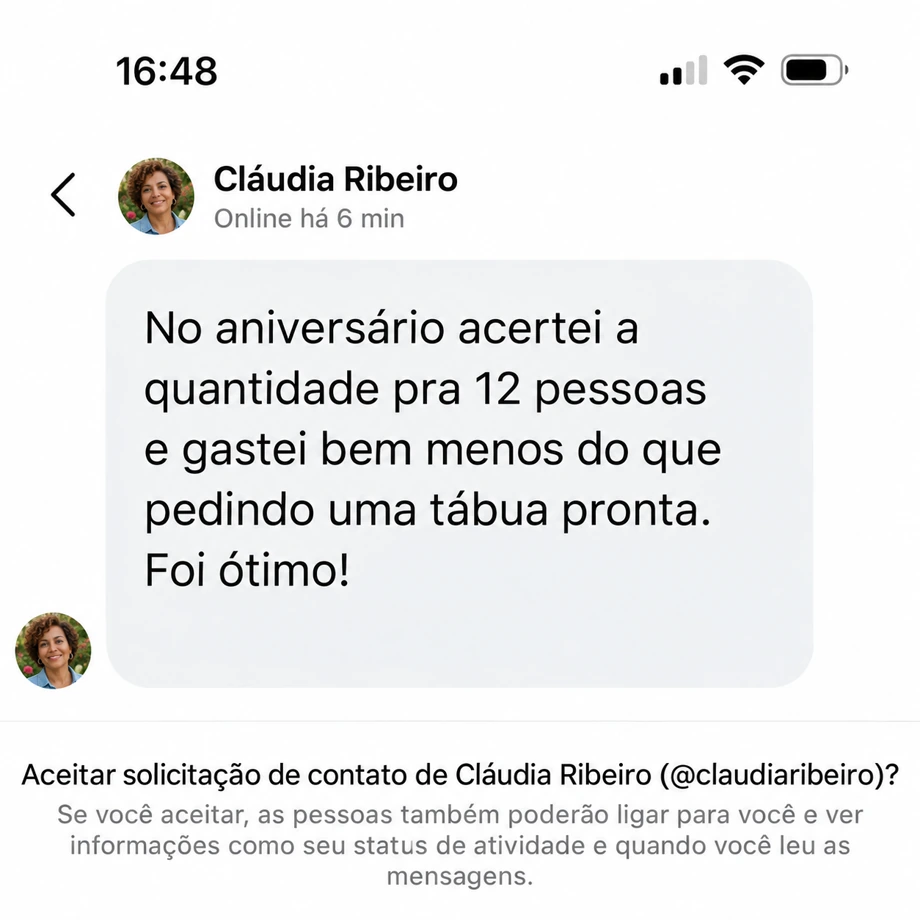 16:48
Cláudia Ribeiro
Online há 6 min
No aniversário acertei a
quantidade pra 12 pessoas
e gastei bem menos do que
pedindo uma tábua pronta.
Foi ótimo!
Aceitar solicitação de contato de Cláudia Ribeiro (@claudiaribeiro)?
Se você aceitar, as pessoas também poderão ligar para você e ver
informações como seu status de atividade e quando você leu as
mensagens.